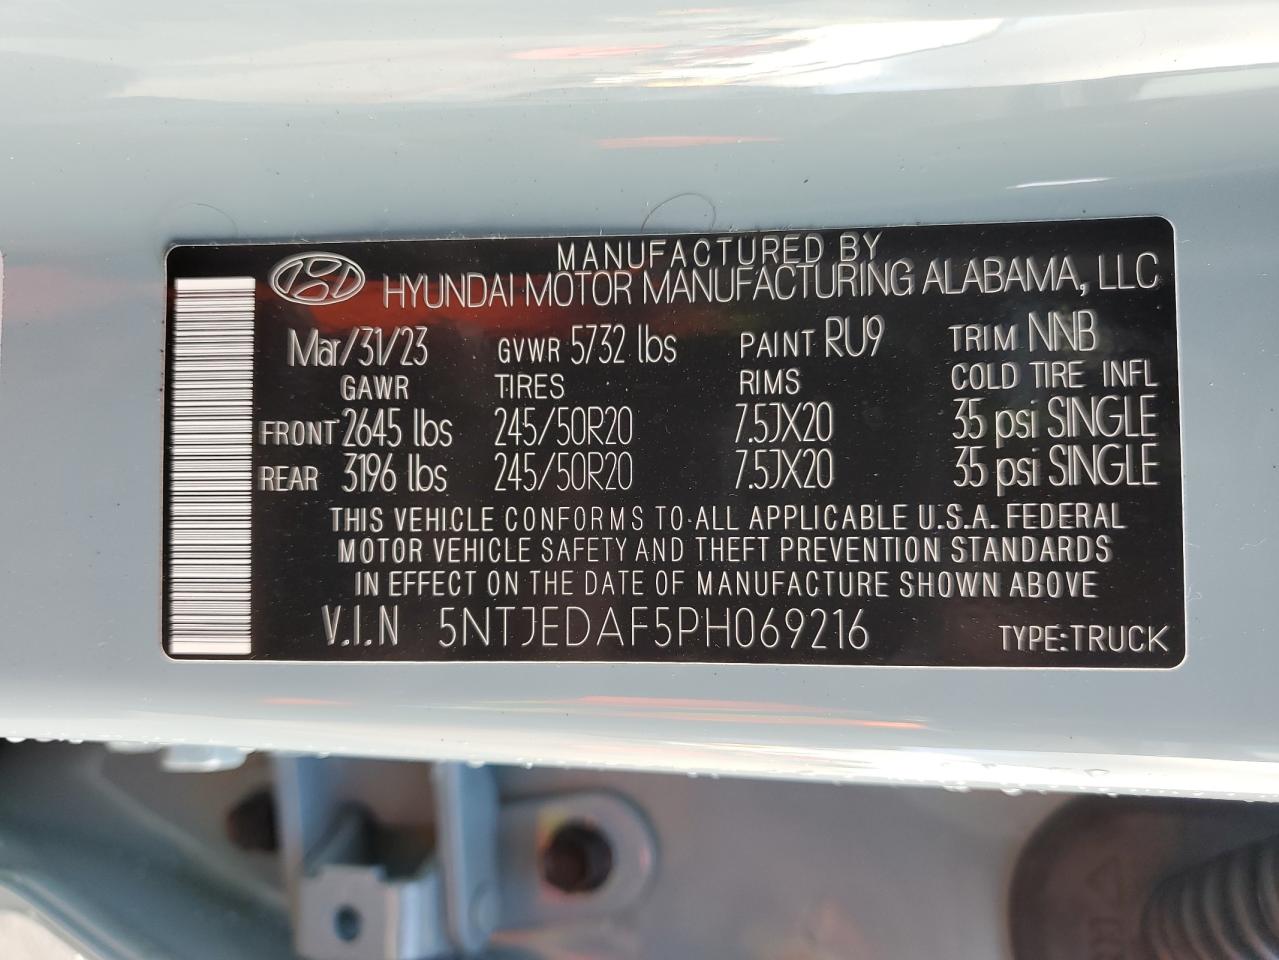 MANUFACTURED BY
HYUNDAI MOTOR MANUFACTURING ALABAMA, LLC
Mar/31/23 GVWR 5732 lbs PAINT RU9 TRIM NNB
GAWR TIRES RIMS COLD TIRE INFL
FRONT 2645 lbs 245/50R20 7.5JX20 35 psi SINGLE
REAR 3196 lbs 245/50R20 7.5JX20 35 psi SINGLE
THIS VEHICLE CONFORMS TO ALL APPLICABLE U.S.A. FEDERAL
MOTOR VEHICLE SAFETY AND THEFT PREVENTION STANDARDS
IN EFFECT ON THE DATE OF MANUFACTURE SHOWN ABOVE
V.I.N 5NTJEDAF5PH069216 TYPE:TRUCK